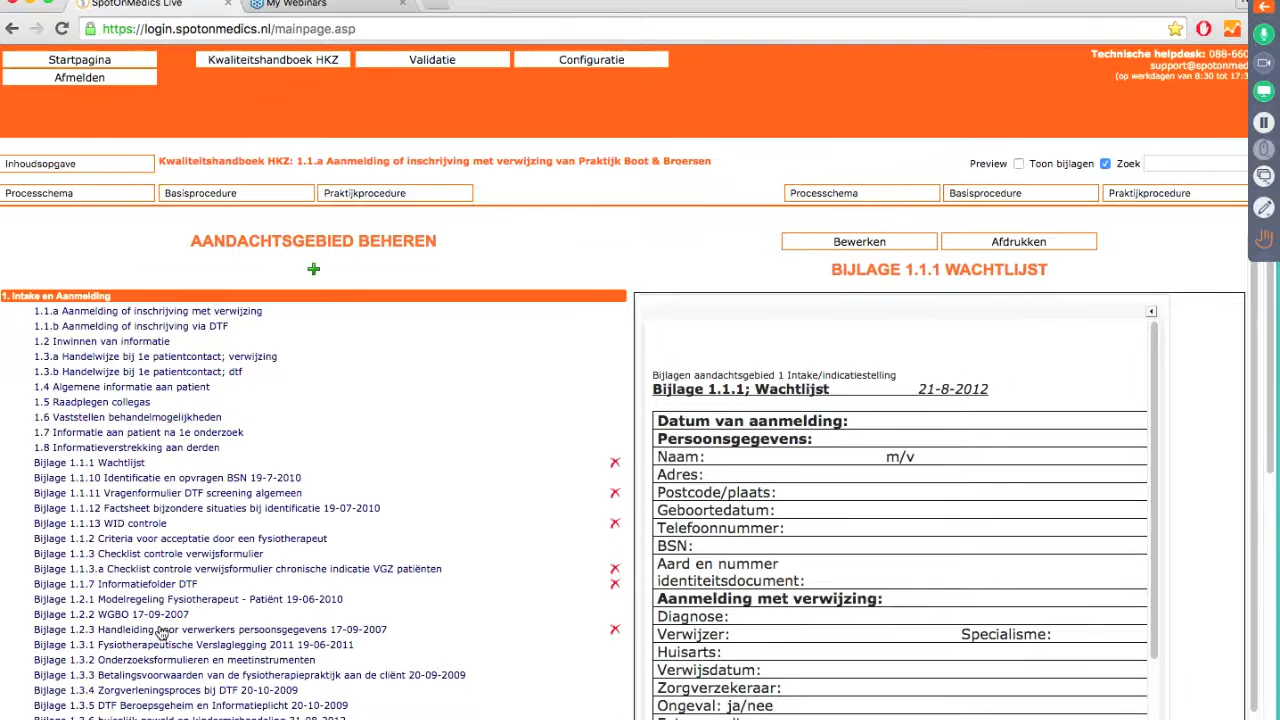 SpotOnMedics Live
My Webinars
https://login.spotonmedics.nl/mainpage.asp
Startpagina
Kwaliteitshandboek HKZ
Validatie
Configuratie
Afmelden
Technische helpdesk: 088-660
support@spotonmed
(op werkdagen van 8:30 tot 17:3
Inhoudsopgave
Kwaliteitshandboek HKZ: 1.1.a Aanmelding of inschrijving met verwijzing van Praktijk Boot & Broersen
Preview
Toon bijlagen
Zoek
Processchema
Basisprocedure
Praktijkprocedure
Processchema
Basisprocedure
Praktijkprocedure
AANDACHTSGEBIED BEHEREN
1. Intake en Aanmelding
1.1.a Aanmelding of inschrijving met verwijzing
1.1.b Aanmelding of inschrijving via DTF
1.2 Inwinnen van informatie
1.3.a Handelwijze bij 1e patientcontact; verwijzing
1.3.b Handelwijze bij 1e patientcontact; dtf
1.4 Algemene informatie aan patient
1.5 Raadplegen collegas
1.6 Vaststellen behandelmogelijkheden
1.7 Informatie aan patient na 1e onderzoek
1.8 Informatieverstrekking aan derden
Bijlage 1.1.1 Wachtlijst
Bijlage 1.1.10 Identificatie en opvragen BSN 19-7-2010
Bijlage 1.1.11 Vragenformulier DTF screening algemeen
Bijlage 1.1.12 Factsheet bijzondere situaties bij identificatie 19-07-2010
Bijlage 1.1.13 WID controle
Bijlage 1.1.2 Criteria voor acceptatie door een fysiotherapeut
Bijlage 1.1.3 Checklist controle verwijsformulier
Bijlage 1.1.3.a Checklist controle verwijsformulier chronische indicatie VGZ patiënten
Bijlage 1.1.7 Informatiefolder DTF
Bijlage 1.2.1 Modelregeling Fysiotherapeut - Patiënt 19-06-2010
Bijlage 1.2.2 WGBO 17-09-2007
Bijlage 1.2.3 Handleiding voor verwerkers persoonsgegevens 17-09-2007
Bijlage 1.3.1 Fysiotherapeutische Verslaglegging 2011 19-06-2011
Bijlage 1.3.2 Onderzoeksformulieren en meetinstrumenten
Bijlage 1.3.3 Betalingsvoorwaarden van de fysiotherapiepraktijk aan de cliënt 20-09-2009
Bijlage 1.3.4 Zorgverleningsproces bij DTF 20-10-2009
Bijlage 1.3.5 DTF Beroepsgeheim en Informatieplicht 20-10-2009
Bijlage 1.3.6 huiselijk geweld en kindermishandeling 31-08-2012
Bewerken
Afdrukken
BIJLAGE 1.1.1 WACHTLIJST
Bijlagen aandachtsgebied 1 Intake/indicatiestelling
Bijlage 1.1.1; Wachtlijst 21-8-2012
Datum van aanmelding:
Persoonsgegevens:
Naam: m/v
Adres:
Postcode/plaats:
Geboortedatum:
Telefoonnummer:
BSN:
Aard en nummer
identiteitsdocument:
Aanmelding met verwijzing:
Diagnose:
Verwijzer: Specialisme:
Huisarts:
Verwijsdatum:
Zorgverzekeraar:
Ongeval: ja/nee